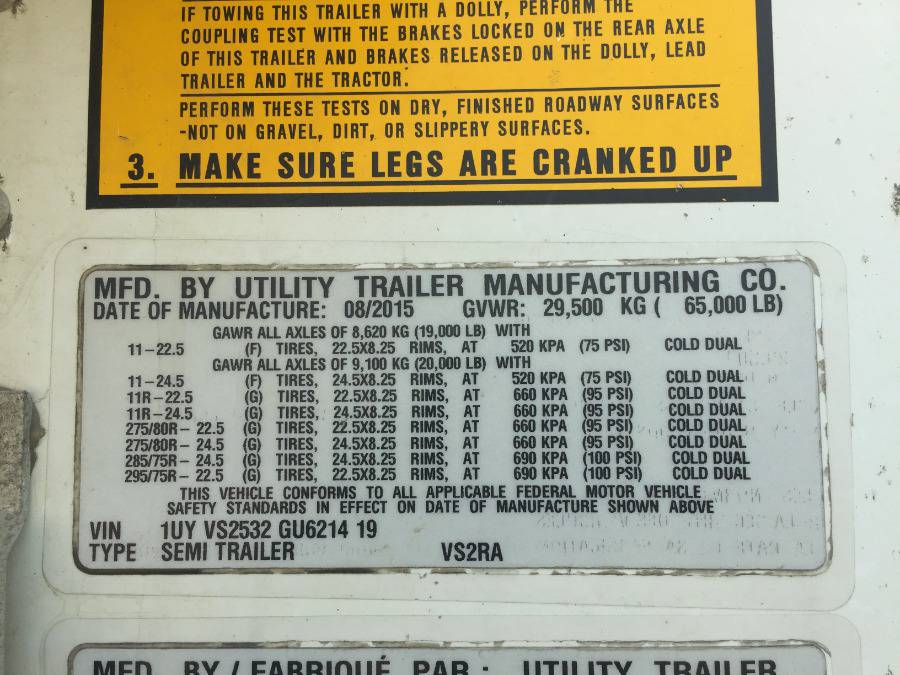 IF TOWING THIS TRAILER WITH A DOLLY, PERFORM THE
COUPLING TEST WITH THE BRAKES LOCKED ON THE REAR AXLE
OF THIS TRAILER AND BRAKES RELEASED ON THE DOLLY, LEAD
TRAILER AND THE TRACTOR.
PERFORM THESE TESTS ON DRY, FINISHED ROADWAY SURFACES
-NOT ON GRAVEL, DIRT, OR SLIPPERY SURFACES.
3. MAKE SURE LEGS ARE CRANKED UP
MFD. BY UTILITY TRAILER MANUFACTURING CO.
DATE OF MANUFACTURE: 08/2015 GVWR: 29,500 KG ( 65,000 LB)
GAWR ALL AXLES OF 8,620 KG (19,000 LB) WITH
11-22.5 (F) TIRES, 22.5X8.25 RIMS, AT 520 KPA (75 PSI) COLD DUAL
GAWR ALL AXLES OF 9,100 KG (20,000 LB) WITH
11-24.5 (F) TIRES, 24.5X8.25 RIMS, AT 520 KPA (75 PSI) COLD DUAL
11R-22.5 (G) TIRES, 22.5X8.25 RIMS, AT 660 KPA (95 PSI) COLD DUAL
11R-24.5 (G) TIRES, 24.5X8.25 RIMS, AT 660 KPA (95 PSI) COLD DUAL
275/80R- 22.5 (G) TIRES, 22.5X8.25 RIMS, AT 660 KPA (95 PSI) COLD DUAL
275/80R- 24.5 (G) TIRES, 24.5X8.25 RIMS, AT 660 KPA (95 PSI) COLD DUAL
285/75R- 24.5 (G) TIRES, 24.5X8.25 RIMS, AT 690 KPA (100 PSI) COLD DUAL
295/75R- 22.5 (G) TIRES, 22.5X8.25 RIMS, AT 690 KPA (100 PSI) COLD DUAL
THIS VEHICLE CONFORMS TO ALL APPLICABLE FEDERAL MOTOR VEHICLE
SAFETY STANDARDS IN EFFECT ON DATE OF MANUFACTURE SHOWN ABOVE
VIN 1UY VS2532 GU6214 19
TYPE SEMI TRAILER VS2RA
MFD. BY / FABRIQUÉ PAR : UTILITY TRAILER